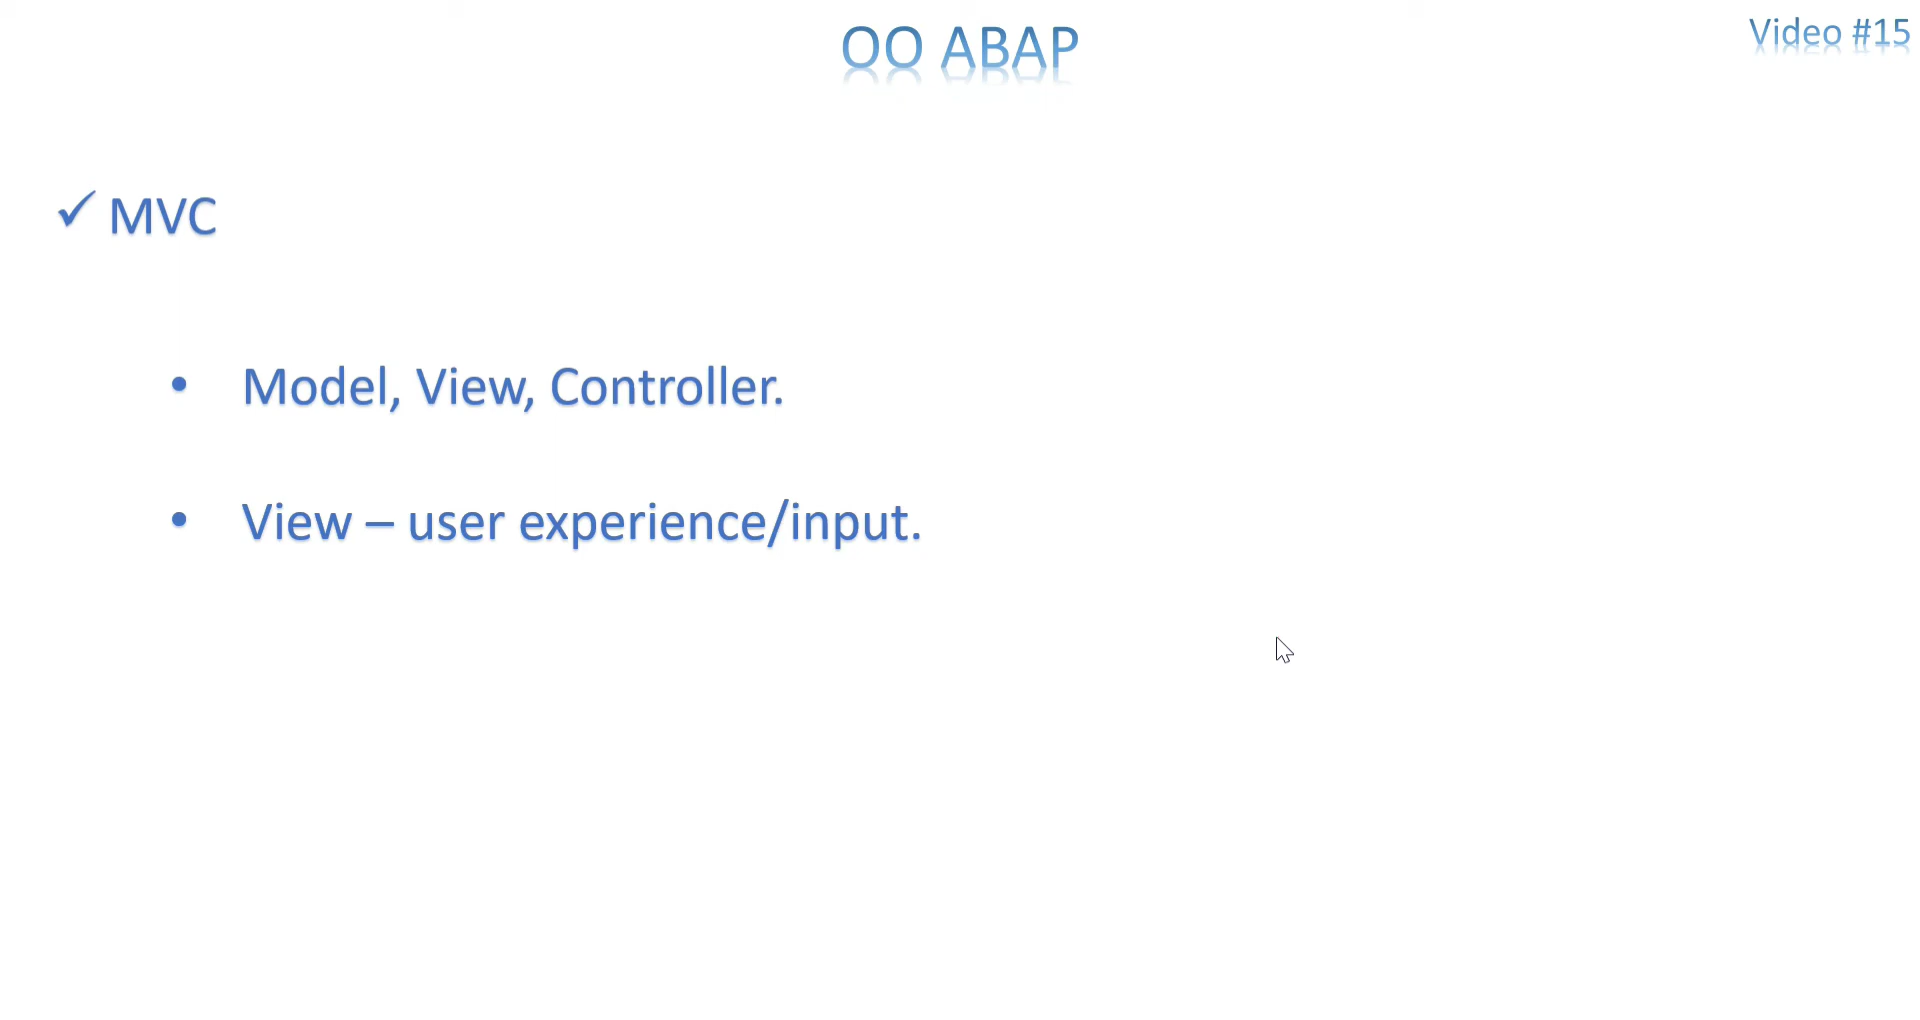 OO ABAP
Video #15
✓ MVC
• Model, View, Controller.
• View – user experience/input.